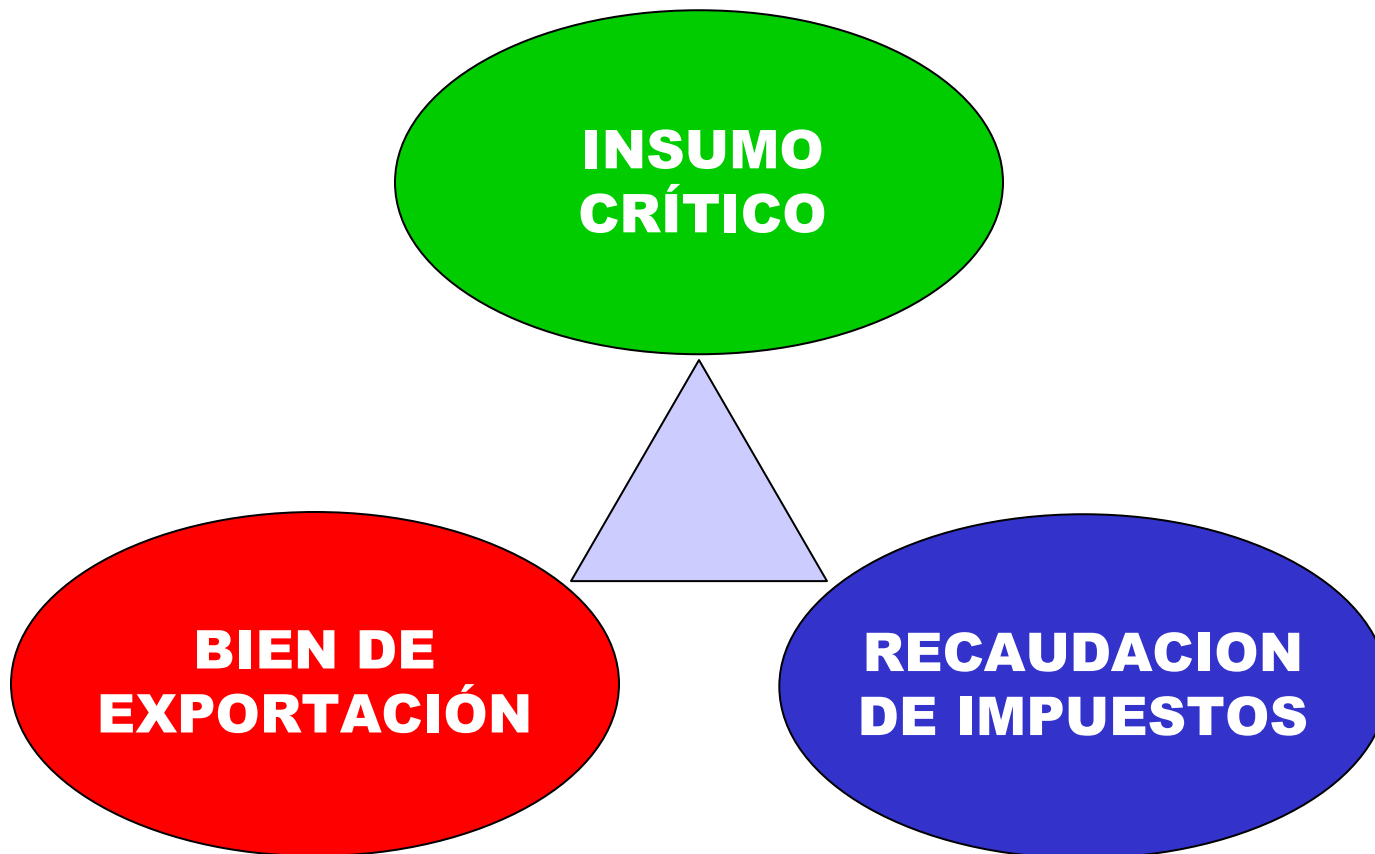 INSUMO
CRÍTICO
BIEN DE
EXPORTACIÓN
RECAUDACION
DE IMPUESTOS